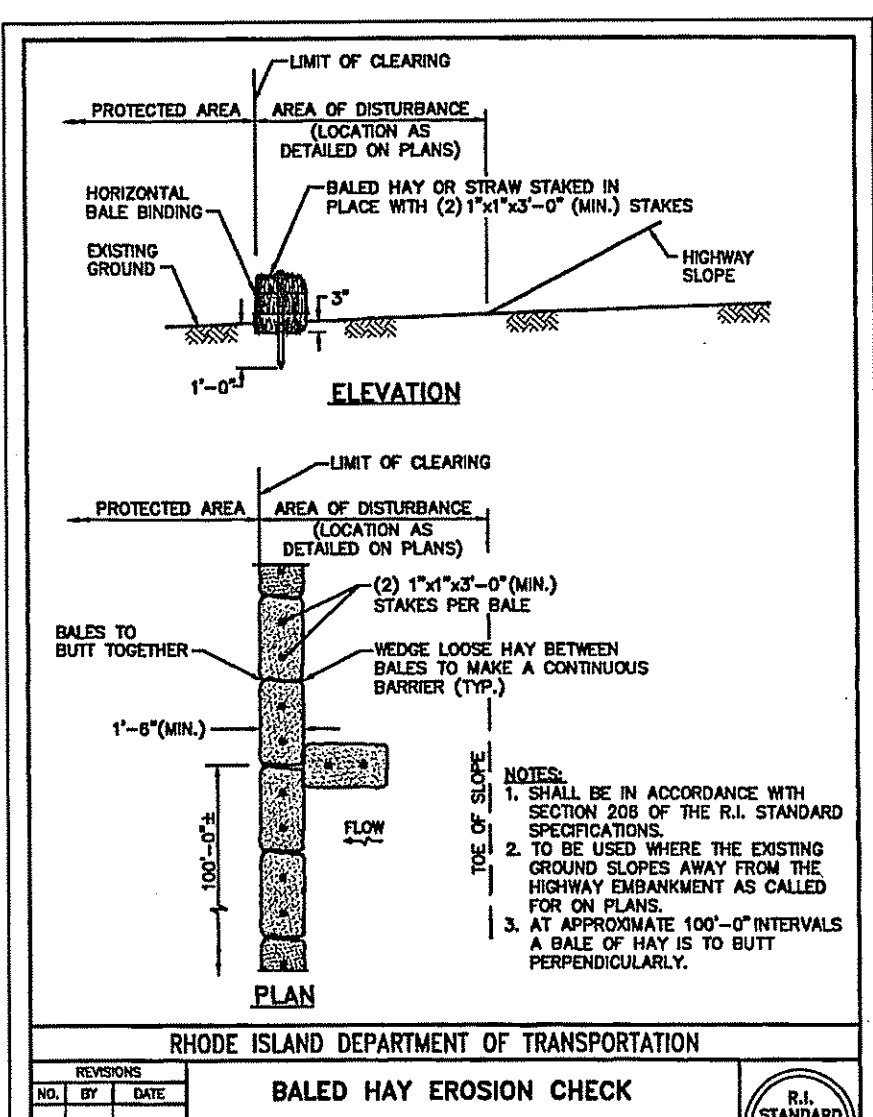 LIMIT OF CLEARING
PROTECTED AREA
AREA OF DISTURBANCE
(LOCATION AS
DETAILED ON PLANS)
HORIZONTAL
BALE BINDING
BALED HAY OR STRAW STAKED IN
PLACE WITH (2) 1"x1"x3'-0" (MIN.) STAKES
EXISTING
GROUND
HIGHWAY
SLOPE
3"
1'-0"
ELEVATION
LIMIT OF CLEARING
PROTECTED AREA
AREA OF DISTURBANCE
(LOCATION AS
DETAILED ON PLANS)
(2) 1"x1"x3'-0"(MIN.)
STAKES PER BALE
BALES TO
BUTT TOGETHER
WEDGE LOOSE HAY BETWEEN
BALES TO MAKE A CONTINUOUS
BARRIER (TYP.)
1'-6"(MIN.)
100'-0"±
FLOW
TOE OF SLOPE
NOTES:
1. SHALL BE IN ACCORDANCE WITH
SECTION 206 OF THE R.I. STANDARD
SPECIFICATIONS.
2. TO BE USED WHERE THE EXISTING
GROUND SLOPES AWAY FROM THE
HIGHWAY EMBANKMENT AS CALLED
FOR ON PLANS.
3. AT APPROXIMATE 100'-0" INTERVALS
A BALE OF HAY IS TO BUTT
PERPENDICULARLY.
PLAN
RHODE ISLAND DEPARTMENT OF TRANSPORTATION
REVISIONS
NO. BY DATE
BALED HAY EROSION CHECK
R.I.
STANDARD